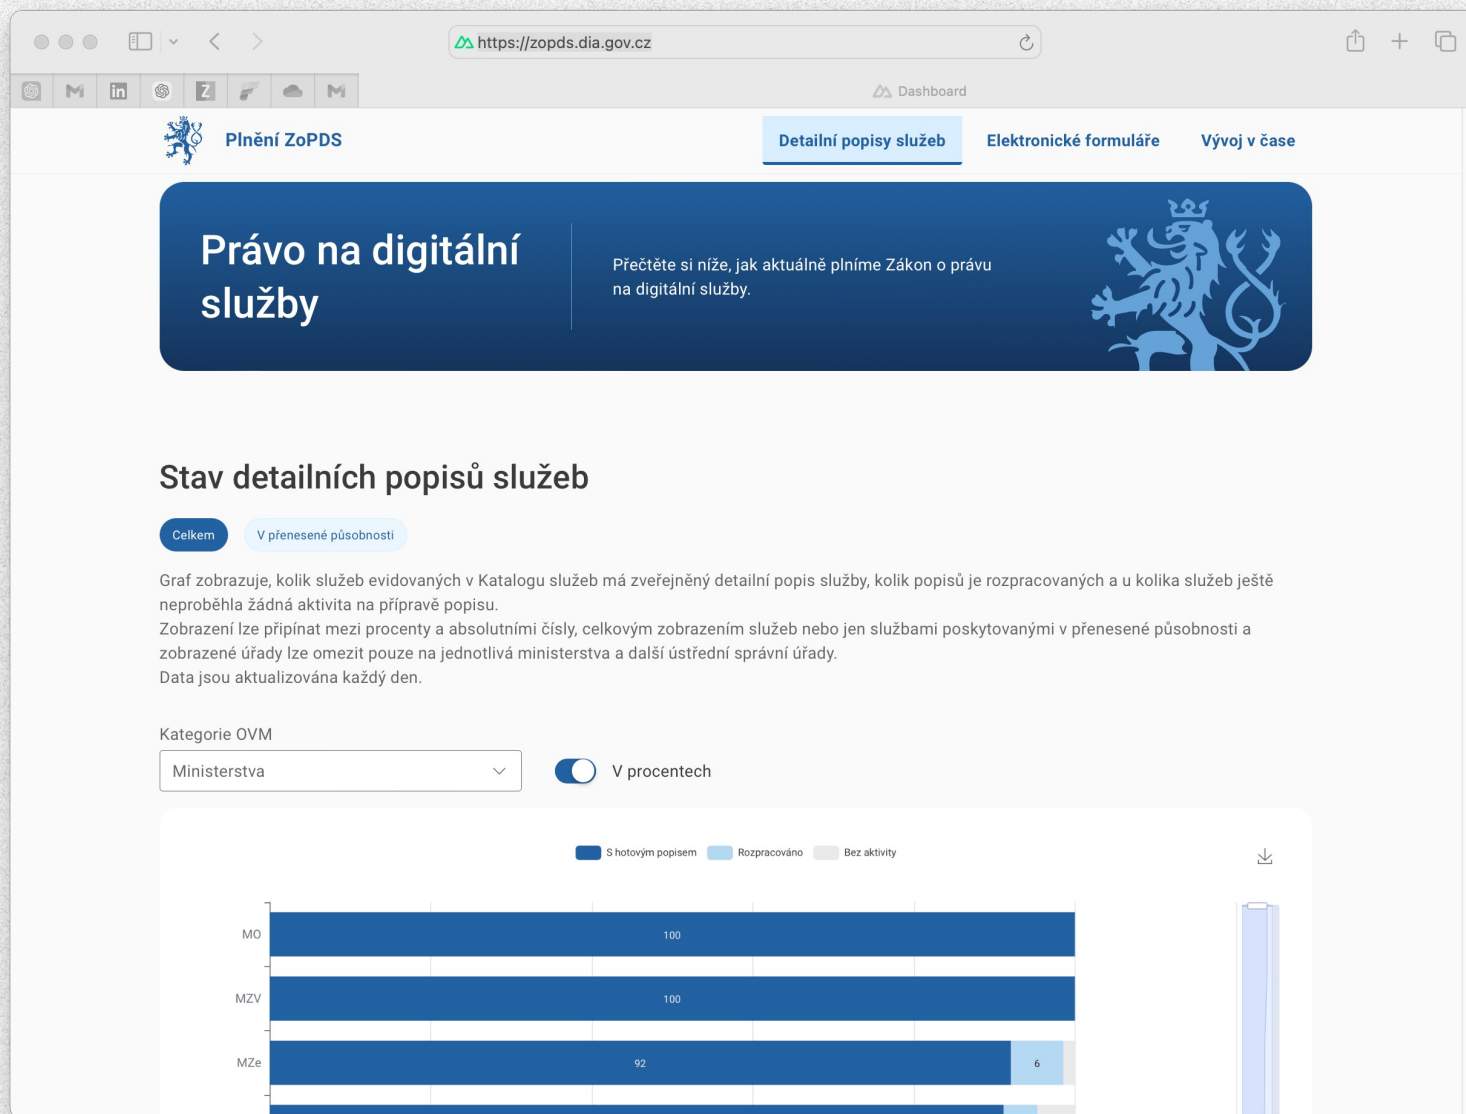 https://zopds.dia.gov.cz
Dashboard
Plnění ZoPDS
Detailní popisy služeb
Elektronické formuláře
Vývoj v čase
Právo na digitální
služby
Přečtěte si níže, jak aktuálně plníme Zákon o právu
na digitální služby.
Stav detailních popisů služeb
Celkem
V přenesené působnosti
Graf zobrazuje, kolik služeb evidovaných v Katalogu služeb má zveřejněný detailní popis služby, kolik popisů je rozpracovaných a u kolika služeb ještě
neproběhla žádná aktivita na přípravě popisu.
Zobrazení lze připínat mezi procenty a absolutními čísly, celkovým zobrazením služeb nebo jen službami poskytovanými v přenesené působnosti a
zobrazené úřady lze omezit pouze na jednotlivá ministerstva a další ústřední správní úřady.
Data jsou aktualizována každý den.
Kategorie OVM
Ministerstva
V procentech
S hotovým popisem
Rozpracováno
Bez aktivity
MO
100
MZV
100
MZe
92
6